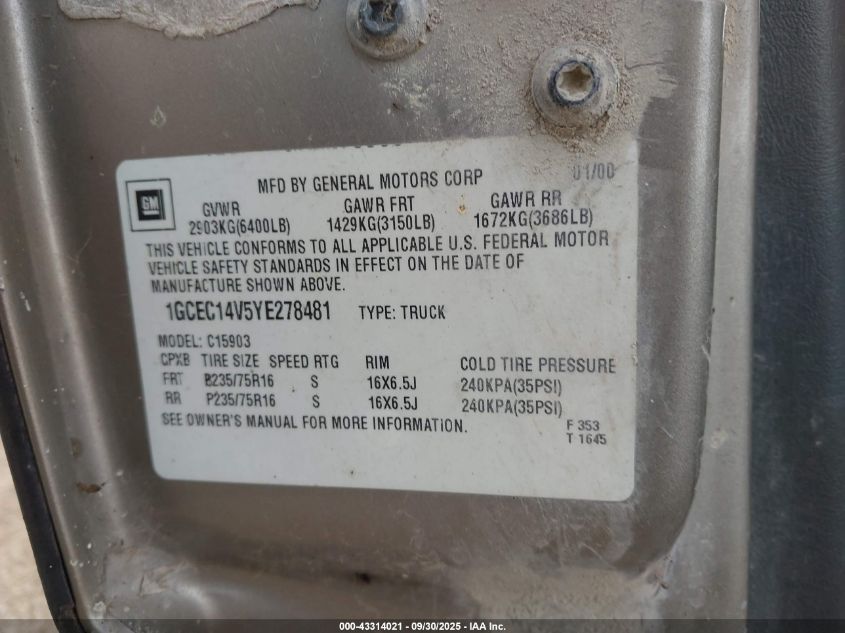 MFD BY GENERAL MOTORS CORP 01/00
GM
GVWR GAWR FRT GAWR RR
2903KG(6400LB) 1429KG(3150LB) 1672KG(3686LB)
THIS VEHICLE CONFORMS TO ALL APPLICABLE U.S. FEDERAL MOTOR
VEHICLE SAFETY STANDARDS IN EFFECT ON THE DATE OF
MANUFACTURE SHOWN ABOVE.
1GCEC14V5YE278481 TYPE: TRUCK
MODEL: C15903
CPXB TIRE SIZE SPEED RTG RIM COLD TIRE PRESSURE
FRT P235/75R16 S 16X6.5J 240KPA(35PSI)
RR P235/75R16 S 16X6.5J 240KPA(35PSI)
SEE OWNER'S MANUAL FOR MORE INFORMATION.
F 353
T 1645
000-43314021 - 09/30/2025 - IAA Inc.